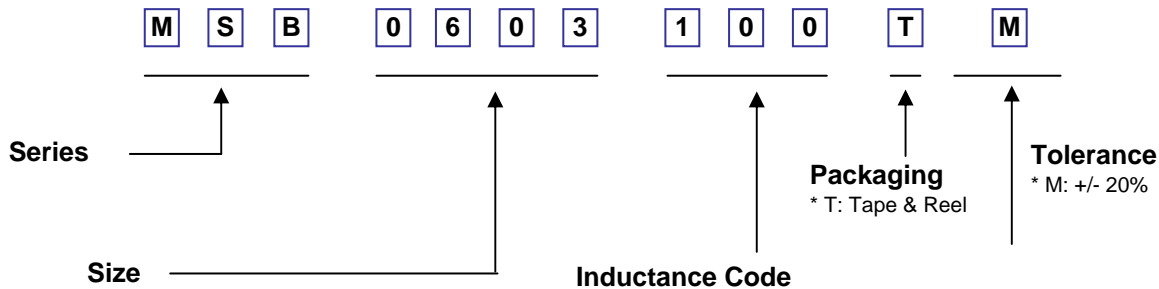 M S B 0 6 0 3 1 0 0 T M
Series
Tolerance
* M: +/- 20%
Packaging
* T: Tape & Reel
Size
Inductance Code